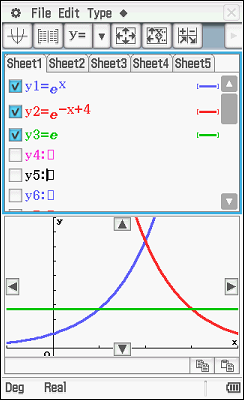 File Edit Type
Y=
Sheet1 Sheet2 Sheet3 Sheet4 Sheet5
y1=e^x
y2=e^-x+4
y3=e
y4:
y5:
y6:
y
x
0
Deg Real